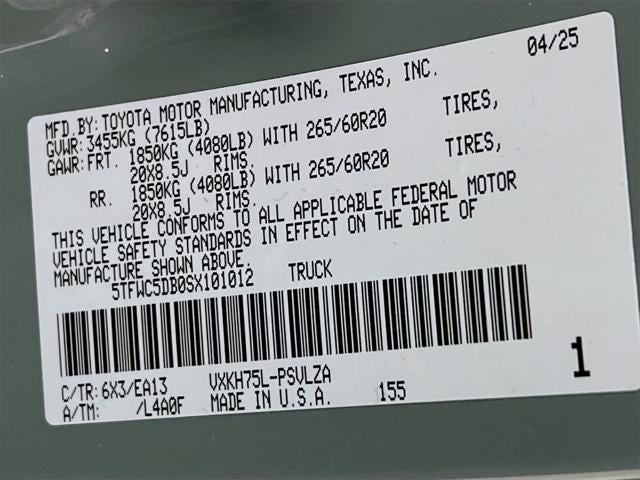 04/25
MFD.BY: TOYOTA MOTOR MANUFACTURING, TEXAS, INC.
GVWR: 3455KG (7615LB)
GAWR: FRT. 1850KG (4080LB) WITH 265/60R20 TIRES,
20X8.5J RIMS.
RR. 1850KG (4080LB) WITH 265/60R20 TIRES,
20X8.5J RIMS.
THIS VEHICLE CONFORMS TO ALL APPLICABLE FEDERAL MOTOR
VEHICLE SAFETY STANDARDS IN EFFECT ON THE DATE OF
MANUFACTURE SHOWN ABOVE.
5TFWC5DB0SX101012 TRUCK
C/TR: 6X3/EA13 VXKH75L-PSVLZA
A/TM: /L4A0F MADE IN U.S.A. 155
1